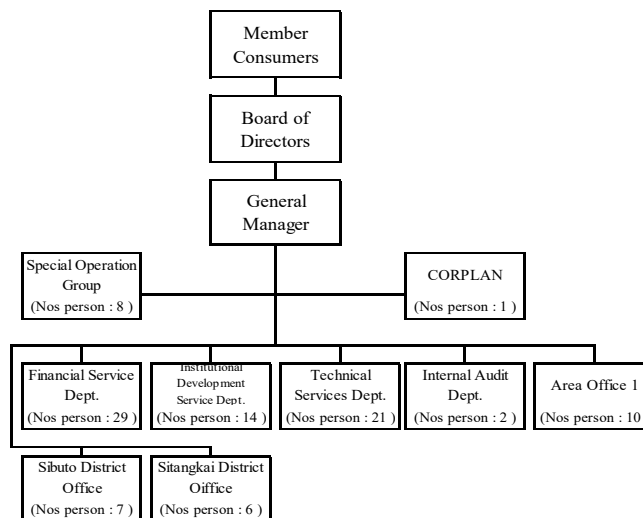 Member
Consumers
Board of
Directors
General
Manager
Special Operation
Group
(Nos person : 8 )
CORPLAN
(Nos person : 1 )
Financial Service
Dept.
(Nos person : 29 )
Institutional
Development
Service Dept.
(Nos person : 14 )
Technical
Services Dept.
(Nos person : 21 )
Internal Audit
Dept.
(Nos person : 2 )
Area Office 1
(Nos person : 10
Sibuto District
Office
(Nos person : 7 )
Sitangkai District
Oiffice
(Nos person : 6 )